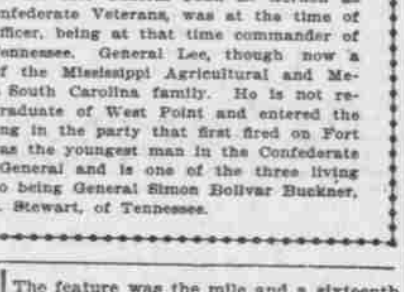 nfederate Veterans, was at the time of
fficer, being at that time commander of
ennessee. General Lee, though now a
f the Mississippi Agricultural and Me-
South Carolina family. He is not re-
raduate of West Point and entered the
ng in the party that first fired on Fort
as the youngest man in the Confederate
General and is one of the three living
o being General Simon Bolivar Buckner,
. Stewart, of Tennessee.
The feature was the mile and a sixteenth